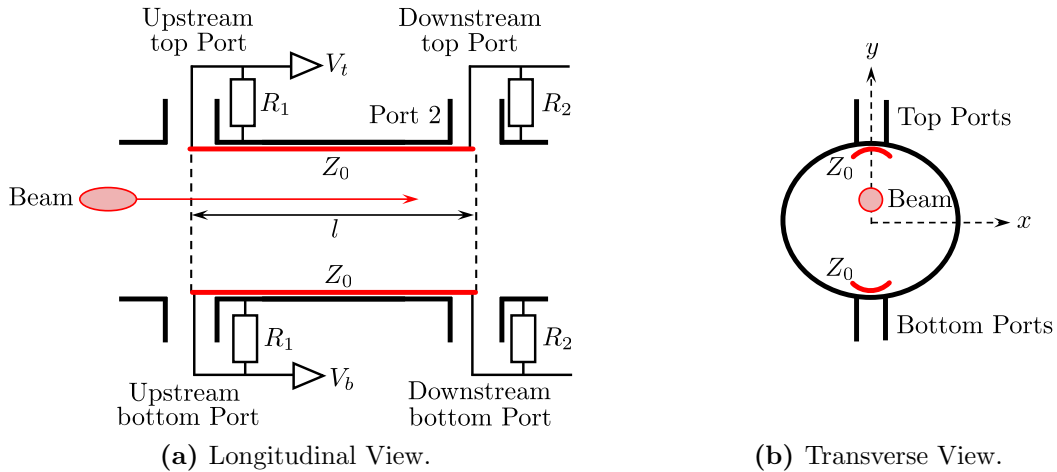 Upstream
top Port
Downstream
top Port
V_t
R_1
Port 2
R_2
Z_0
Beam
l
Z_0
R_1
R_2
V_b
Upstream
bottom Port
Downstream
bottom Port
(a) Longitudinal View.
y
Top Ports
Z_0
Beam
x
Z_0
Bottom Ports
(b) Transverse View.